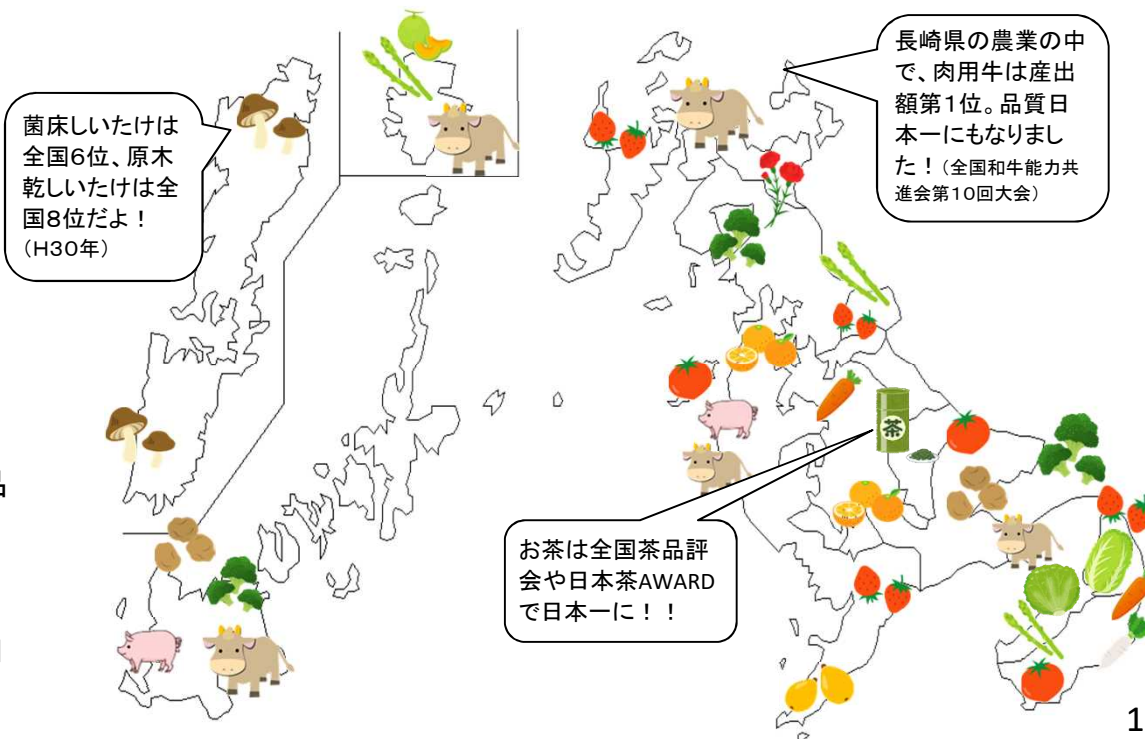 長崎県の農業の中
で、肉用牛は産出
額第1位。品質日
本一にもなりまし
た！(全国和牛能力共
進会第10回大会)
菌床しいたけは
全国6位、原木
乾しいたけは全
国8位だよ！
(H30年)
茶
お茶は全国茶品評
会や日本茶AWARD
で日本一に！！
1